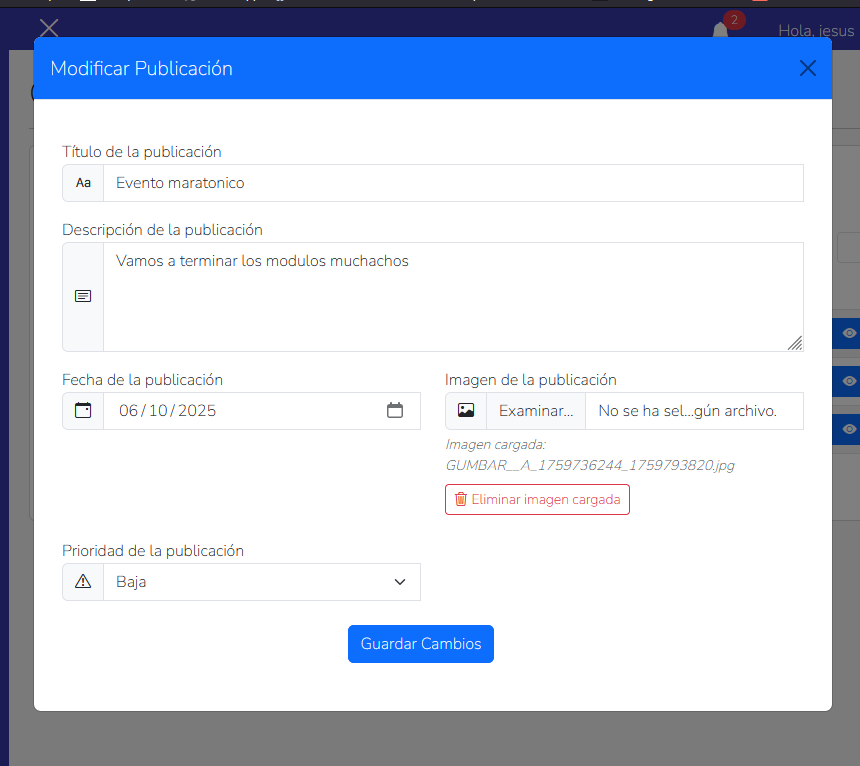 2
Hola, jesus
Modificar Publicación
Título de la publicación
Aa Evento maratonico
Descripción de la publicación
Vamos a terminar los modulos muchachos
Fecha de la publicación Imagen de la publicación
06/10/2025 Examinar... No se ha sel...gún archivo.
Imagen cargada:
GUMBAR__A_1759736244_1759793820.jpg
Eliminar imagen cargada
Prioridad de la publicación
Baja
Guardar Cambios